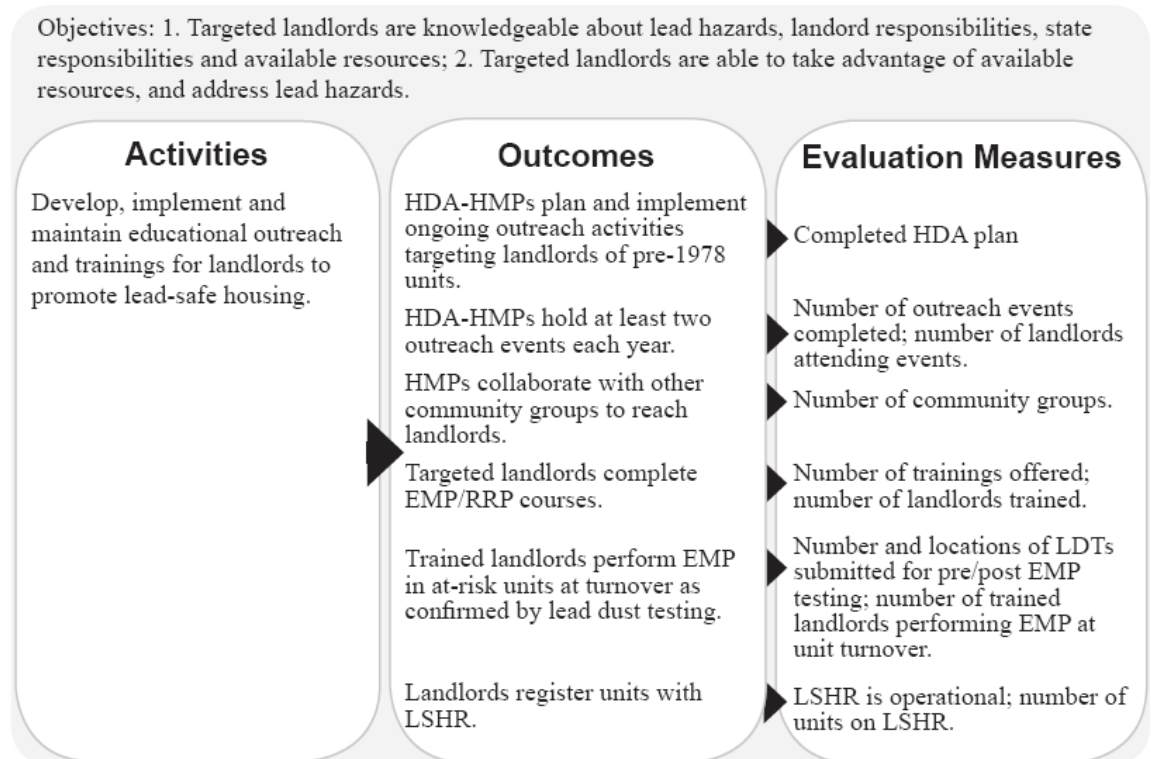 Objectives: 1. Targeted landlords are knowledgeable about lead hazards, landord responsibilities, state
responsibilities and available resources; 2. Targeted landlords are able to take advantage of available
resources, and address lead hazards.
Activities
Develop, implement and
maintain educational outreach
and trainings for landlords to
promote lead-safe housing.
Outcomes
HDA-HMPs plan and implement
ongoing outreach activities
targeting landlords of pre-1978
units.
HDA-HMPs hold at least two
outreach events each year.
HMPs collaborate with other
community groups to reach
landlords.
Targeted landlords complete
EMP/RRP courses.
Trained landlords perform EMP
in at-risk units at turnover as
confirmed by lead dust testing.
Landlords register units with
LSHR.
Evaluation Measures
Completed HDA plan
Number of outreach events
completed; number of landlords
attending events.
Number of community groups.
Number of trainings offered;
number of landlords trained.
Number and locations of LDTs
submitted for pre/post EMP
testing; number of trained
landlords performing EMP at
unit turnover.
LSHR is operational; number of
units on LSHR.